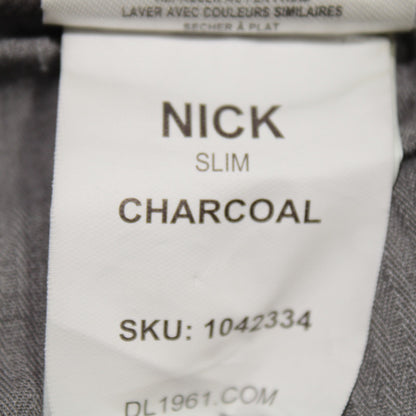 LAVER AVEC COULEURS SIMILAIRES
SECHER À PLAT
NICK
SLIM
CHARCOAL
SKU: 1042334
DL1961.COM